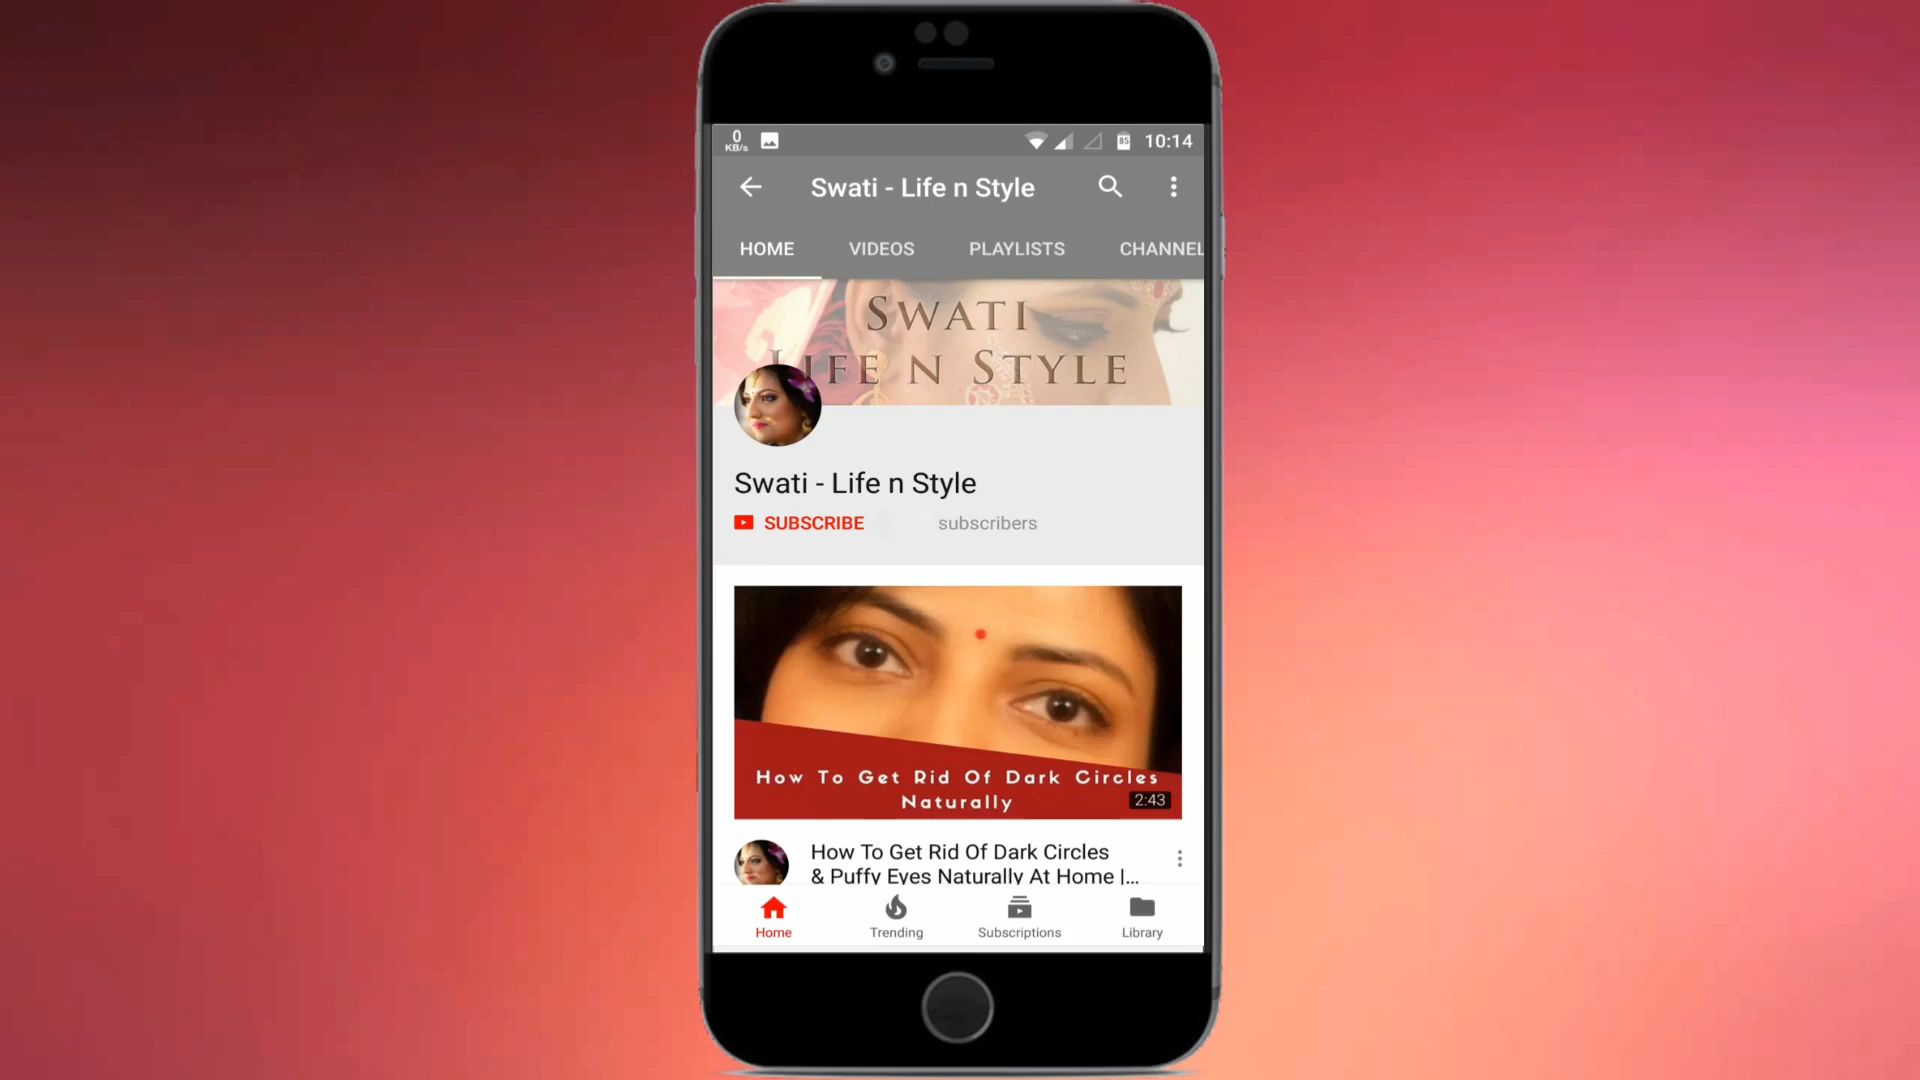 0
KB/s
85
10:14
Swati - Life n Style
HOME VIDEOS PLAYLISTS CHANNEL
SWATI
LIFE N STYLE
Swati - Life n Style
SUBSCRIBE subscribers
How To Get Rid Of Dark Circles
Naturally
2:43
How To Get Rid Of Dark Circles
& Puffy Eyes Naturally At Home |...
Home Trending Subscriptions Library